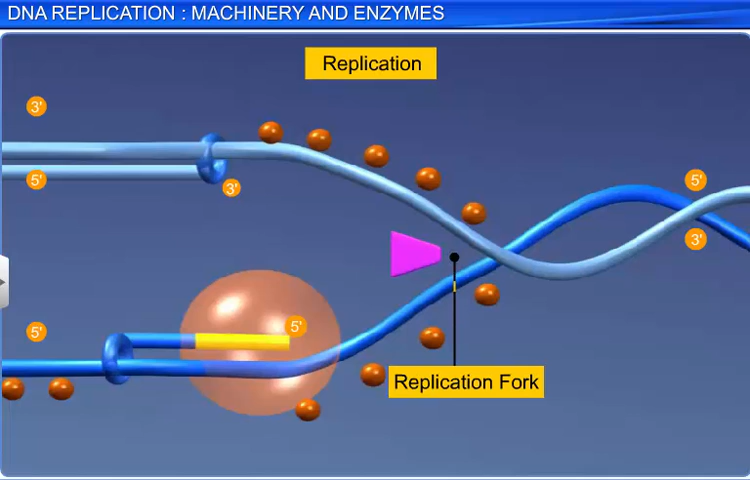 DNA REPLICATION : MACHINERY AND ENZYMES
Replication
3'
5'
3'
5'
3'
5'
5'
Replication Fork